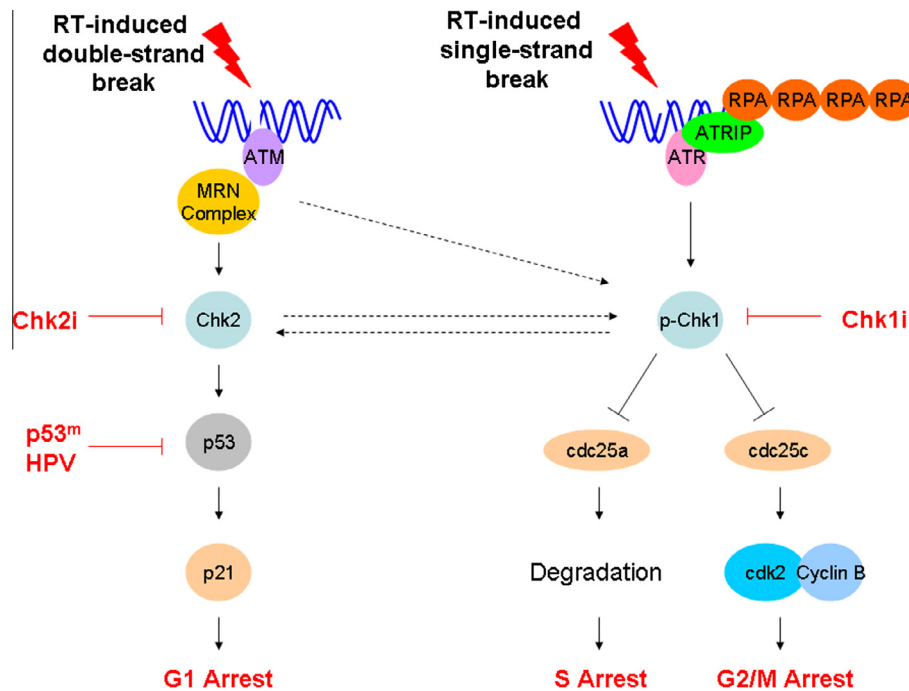 RT-induced
double-strand
break
RT-induced
single-strand
break
RPA RPA RPA RPA
ATRIP
ATM
ATR
MRN
Complex
Chk2i
Chk2
p-Chk1
Chk1i
p53ᵐ
HPV
p53
cdc25a
cdc25c
p21
Degradation
cdk2 Cyclin B
G1 Arrest
S Arrest
G2/M Arrest